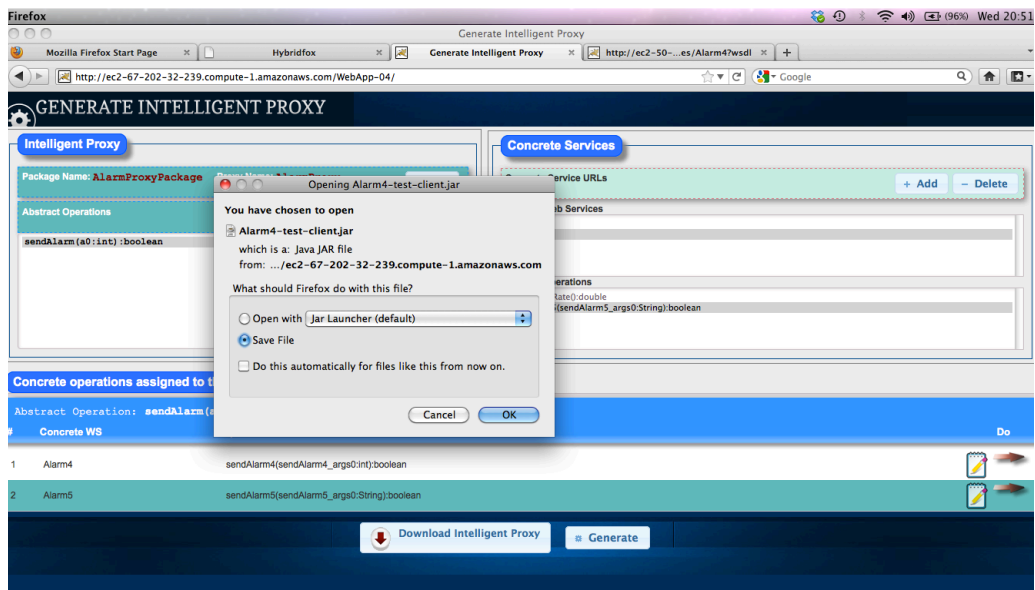 Firefox
(96%) Wed 20:51
Generate Intelligent Proxy
Mozilla Firefox Start Page
Hybridfox
Generate Intelligent Proxy
http://ec2-50-...es/Alarm4?wsdl
http://ec2-67-202-32-239.compute-1.amazonaws.com/WebApp-04/
Google
GENERATE INTELLIGENT PROXY
Intelligent Proxy
Package Name: AlarmProxyPackage
Abstract Operations
sendAlarm(a0:int):boolean
Concrete Services
Service URLs
+ Add
− Delete
Services
Rate():double
(sendAlarm5_args0:String):boolean
Opening Alarm4-test-client.jar
You have chosen to open
Alarm4-test-client.jar
which is a: Java JAR file
from: .../ec2-67-202-32-239.compute-1.amazonaws.com
What should Firefox do with this file?
Open with Jar Launcher (default)
Save File
Do this automatically for files like this from now on.
Cancel OK
Concrete operations assigned to
Abstract Operation: sendAlarm(
# Concrete WS Do
1 Alarm4 sendAlarm4(sendAlarm4_args0:int):boolean
2 Alarm5 sendAlarm5(sendAlarm5_args0:String):boolean
Download Intelligent Proxy
Generate